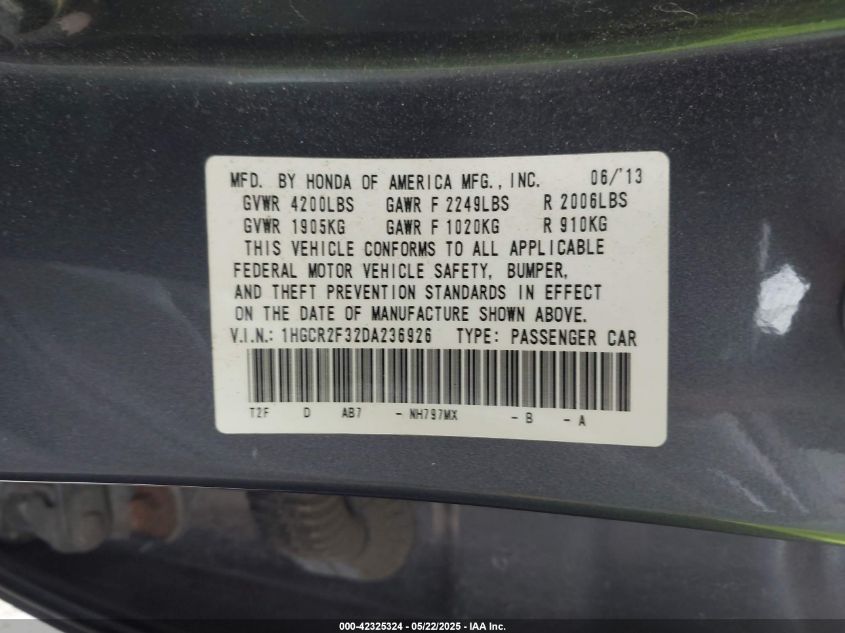 MFD. BY HONDA OF AMERICA MFG., INC. 06/'13
GVWR 4200LBS GAWR F 2249LBS R 2006LBS
GVWR 1905KG GAWR F 1020KG R 910KG
THIS VEHICLE CONFORMS TO ALL APPLICABLE
FEDERAL MOTOR VEHICLE SAFETY, BUMPER,
AND THEFT PREVENTION STANDARDS IN EFFECT
ON THE DATE OF MANUFACTURE SHOWN ABOVE.
V.I.N.: 1HGCR2F32DA236926 TYPE: PASSENGER CAR
T2F D AB7 - NH797MX - B - A
000-42325324 - 05/22/2025 - IAA Inc.